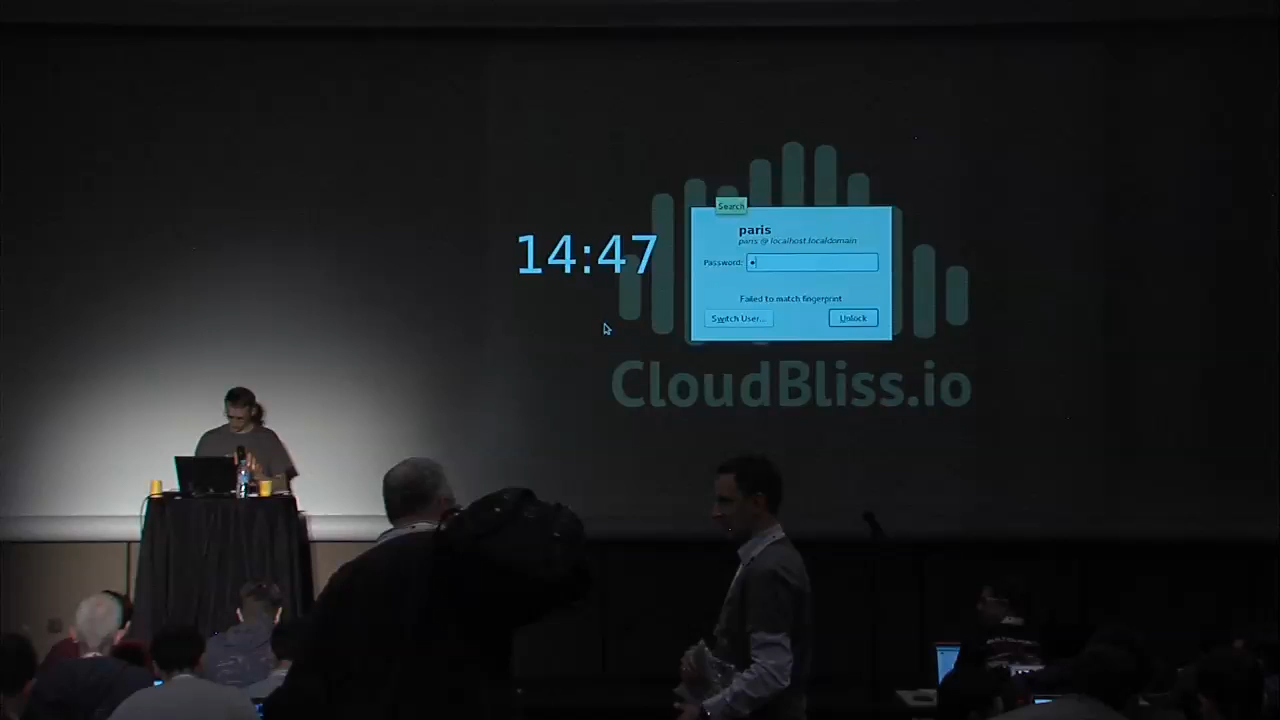 14:47
Search
paris
paris @ localhost.localdomain
Password:
Failed to match fingerprint
Switch User...
Unlock
CloudBliss.io